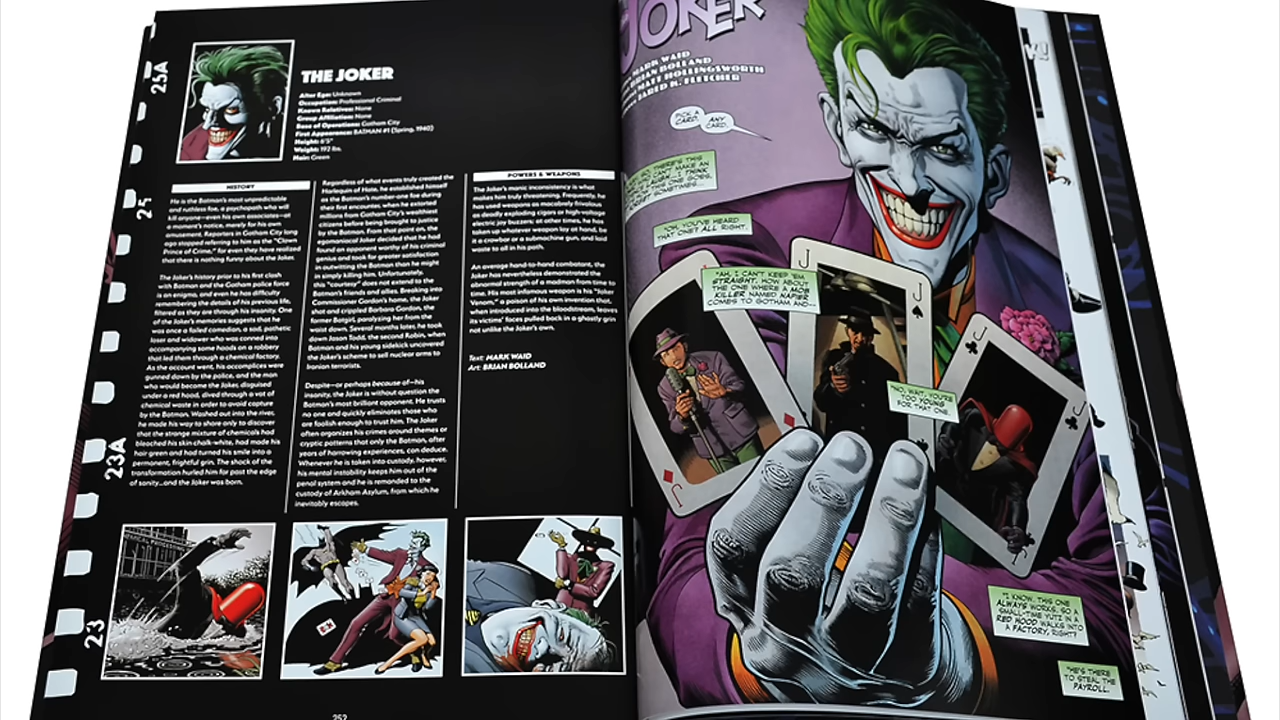 25A
25
23A
23
THE JOKER
Alter Ego: Unknown
Occupation: Professional Criminal
Known Relatives: None
Group Affiliation: None
Base of Operations: Gotham City
First Appearance: BATMAN #1 (Spring, 1940)
Height: 6'5"
Weight: 192 lbs.
Hair: Green
HISTORY
He is the Batman's most unpredictable
and ruthless foe, a psychopath who will
kill anyone—even his own associates—at
a moment's notice, merely for his own
amusement. Reporters in Gotham City long
ago stopped referring to him as the "Clown
Prince of Crime," for even they have realized
that there is nothing funny about the Joker.
The Joker's history prior to his first clash
with Batman and the Gotham police force
is an enigma, and even he has difficulty
remembering the details of his previous life,
filtered as they are through his insanity. One
of the Joker's memories suggests that he
was once a failed comedian, a sad, pathetic
loser and widower who was conned into
accompanying some hoods on a robbery
that led them through a chemical factory.
As the account went, his accomplices were
gunned down by the police, and the man
who would become the Joker, disguised
under a red hood, dived through a vat of
chemical waste in order to avoid capture
by the Batman. Washed out into the river,
he made his way to shore only to discover
that the strange mixture of chemicals had
bleached his skin chalk-white, had made his
hair green and had turned his smile into a
permanent, frightful grin. The shock of the
transformation hurled him far past the edge
of sanity...and the Joker was born.
Regardless of what events truly created the
Harlequin of Hate, he established himself
as the Batman's number-one foe during
their first encounter, when he extorted
millions from Gotham City's wealthiest
citizens before being brought to justice
by the Batman. From that point on, the
egomaniacal Joker decided that he had
found an opponent worthy of his criminal
genius and took far greater satisfaction
in outwitting the Batman than he might
in simply killing him. Unfortunately,
this "courtesy" does not extend to the
Batman's friends and allies. Breaking into
Commissioner Gordon's home, the Joker
shot and crippled Barbara Gordon, the
former Batgirl, paralyzing her from the
waist down. Several months later, he took
down Jason Todd, the second Robin, when
Batman and his young sidekick uncovered
the Joker's scheme to sell nuclear arms to
Iranian terrorists.
Despite—or perhaps because of—his
insanity, the Joker is without question the
Batman's most brilliant opponent. He trusts
no one and quickly eliminates those who
are foolish enough to trust him. The Joker
often organizes his crimes around themes or
cryptic patterns that only the Batman, after
years of harrowing experiences, can deduce.
Whenever he is taken into custody, however,
his mental instability keeps him out of the
penal system and he is remanded to the
custody of Arkham Asylum, from which he
inevitably escapes.
POWERS & WEAPONS
The Joker's manic inconsistency is what
makes him truly threatening. Frequently, he
has used weapons as macabrely frivolous
as deadly exploding cigars or high-voltage
electric joy buzzers; at other times, he has
taken up whatever weapon lay at hand, be
it a crowbar or a submachine gun, and laid
waste to all in his path.
An average hand-to-hand combatant, the
Joker has nevertheless demonstrated the
abnormal strength of a madman from time to
time. His most infamous weapon is "Joker
Venom," a poison of his own invention that,
when introduced into the bloodstream, leaves
its victims' faces pulled back in a ghastly grin
not unlike the Joker's own.
Text: MARK WAID
Art: BRIAN BOLLAND
252
JOKER
MARK WAID
BRIAN BOLLAND
MATT HOLLINGSWORTH
JARED K. FLETCHER
PICK A
CARD.
ANY
CARD.
THERE'S THIS
MAKE AN
I THINK
GOES.
FORGET SOMETIMES...
"OH, YOU'VE HEARD
THAT ONE? ALL RIGHT.
"AH, I CAN'T KEEP 'EM
STRAIGHT. HOW ABOUT
THE ONE WHERE A MOB
KILLER NAMED NAPIER
COMES TO GOTHAM AND--
"NO, WAIT. YOU'RE
TOO YOUNG
FOR THAT ONE.
J
J
J
J
J
"I KNOW. THIS ONE
ALWAYS WORKS. SO A
SMALL-TIME PUTZ IN A
RED HOOD WALKS INTO
A FACTORY, RIGHT?
"HE'S THERE
TO STEAL THE
PAYROLL.